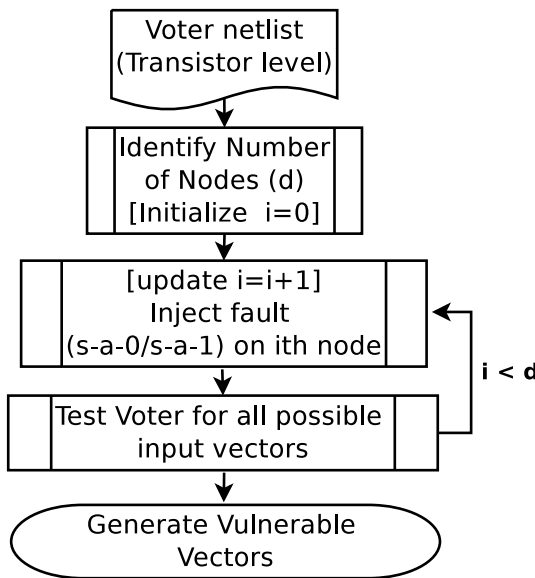 Voter netlist
(Transistor level)
Identify Number
of Nodes (d)
[Initialize i=0]
[update i=i+1]
Inject fault
(s-a-0/s-a-1) on ith node
i < d
Test Voter for all possible
input vectors
Generate Vulnerable
Vectors